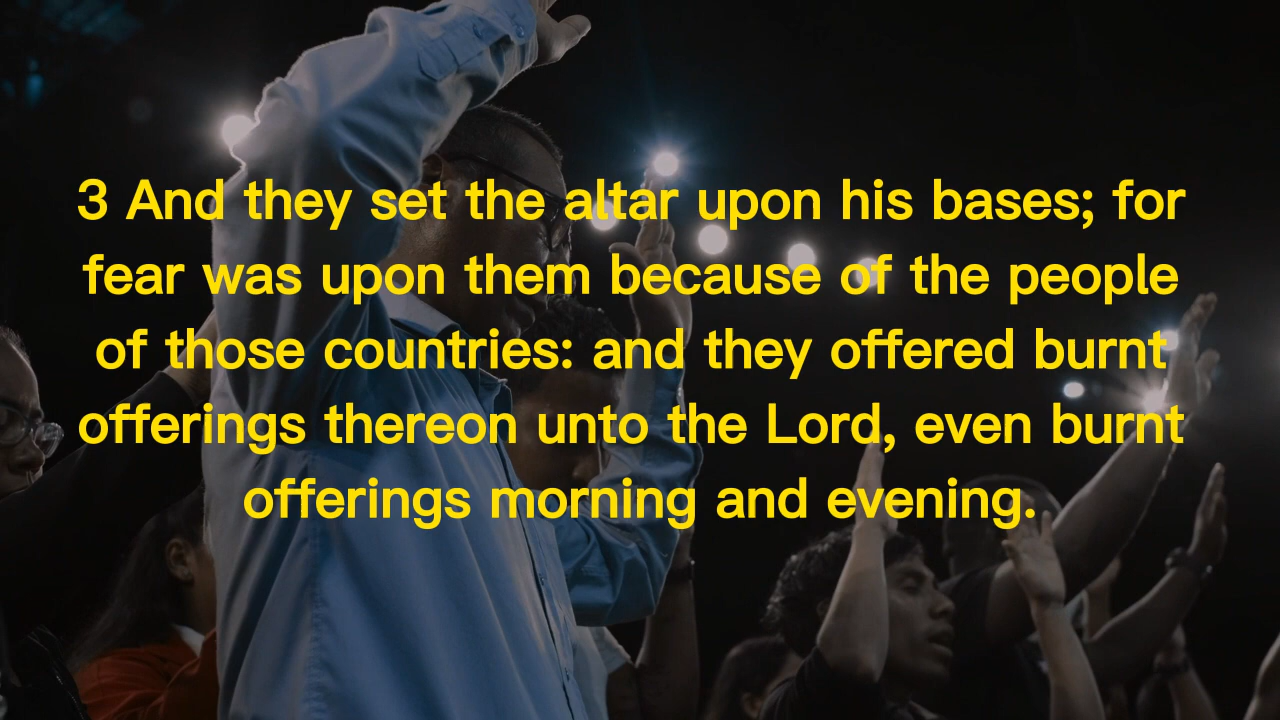 3 And they set the altar upon his bases; for
fear was upon them because of the people
of those countries: and they offered burnt
offerings thereon unto the Lord, even burnt
offerings morning and evening.